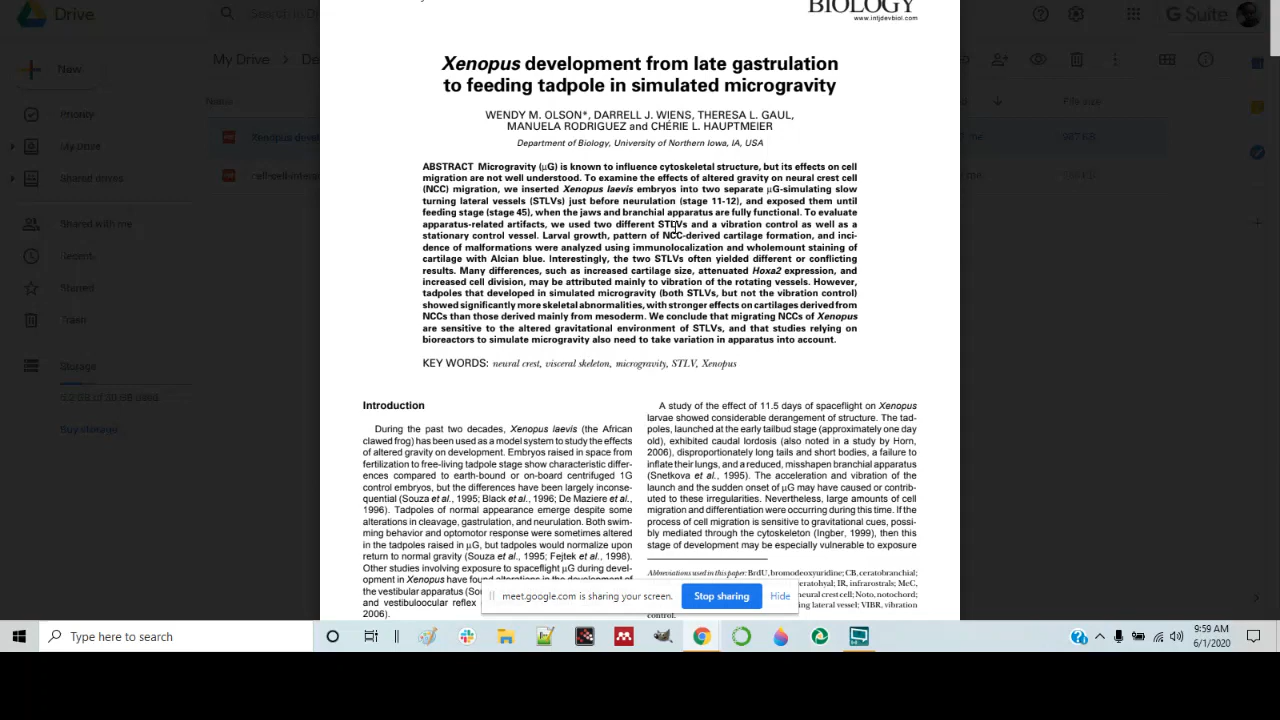 Drive
Search in Drive
G Suite
New
My Drive
Name
File size
Priority
My Drive
Shared drives
Shared with me
Recent
Starred
Trash
Storage
Buy storage
BIOLOGY
www.intjdevbiol.com
Xenopus development from late gastrulation
to feeding tadpole in simulated microgravity
WENDY M. OLSON*, DARRELL J. WIENS, THERESA L. GAUL,
MANUELA RODRIGUEZ and CHÉRIE L. HAUPTMEIER
Department of Biology, University of Northern Iowa, IA, USA
ABSTRACT Microgravity (μG) is known to influence cytoskeletal structure, but its effects on cell
migration are not well understood. To examine the effects of altered gravity on neural crest cell
(NCC) migration, we inserted Xenopus laevis embryos into two separate μG-simulating slow
turning lateral vessels (STLVs) just before neurulation (stage 11-12), and exposed them until
feeding stage (stage 45), when the jaws and branchial apparatus are fully functional. To evaluate
apparatus-related artifacts, we used two different STLVs and a vibration control as well as a
stationary control vessel. Larval growth, pattern of NCC-derived cartilage formation, and inci-
dence of malformations were analyzed using immunolocalization and wholemount staining of
cartilage with Alcian blue. Interestingly, the two STLVs often yielded different or conflicting
results. Many differences, such as increased cartilage size, attenuated Hoxa2 expression, and
increased cell division, may be attributed mainly to vibration of the rotating vessels. However,
tadpoles that developed in simulated microgravity (both STLVs, but not the vibration control)
showed significantly more skeletal abnormalities, with stronger effects on cartilages derived from
NCCs than those derived mainly from mesoderm. We conclude that migrating NCCs of Xenopus
are sensitive to the altered gravitational environment of STLVs, and that studies relying on
bioreactors to simulate microgravity also need to take variation in apparatus into account.
KEY WORDS: neural crest, visceral skeleton, microgravity, STLV, Xenopus
Introduction
During the past two decades, Xenopus laevis (the African
clawed frog) has been used as a model system to study the effects
of altered gravity on development. Embryos raised in space from
fertilization to free-living tadpole stage show characteristic differ-
ences compared to earth-bound or on-board centrifuged 1G
control embryos, but the differences have been largely inconse-
quential (Souza et al., 1995; Black et al., 1996; De Maziere et al.,
1996). Tadpoles of normal appearance emerge despite some
alterations in cleavage, gastrulation, and neurulation. Both swim-
ming behavior and optomotor response were sometimes altered
in the tadpoles raised in μG, but tadpoles would normalize upon
return to normal gravity (Souza et al., 1995; Fejtek et al., 1998).
Other studies involving exposure to spaceflight μG during devel-
opment in Xenopus have found alterations in the development of
the vestibular apparatus (Sou
and vestibuloocular reflex
2006).
A study of the effect of 11.5 days of spaceflight on Xenopus
larvae showed considerable derangement of structure. The tad-
poles, launched at the early tailbud stage (approximately one day
old), exhibited caudal lordosis (also noted in a study by Horn,
2006), disproportionately long tails and short bodies, a failure to
inflate their lungs, and a reduced, misshapen branchial apparatus
(Snetkova et al., 1995). The acceleration and vibration of the
launch and the sudden onset of μG may have caused or contrib-
uted to these irregularities. Nevertheless, large amounts of cell
migration and differentiation were occurring during this time. If the
process of cell migration is sensitive to gravitational cues, possi-
bly mediated through the cytoskeleton (Ingber, 1999), then this
stage of development may be especially vulnerable to exposure
Abbreviations used in this paper: BrdU, bromodeoxyuridine; CB, ceratobranchial;
eratohyal; IR, infrarostrals; MeC,
neural crest cell; Noto, notochord;
ing lateral vessel; VIBR, vibration
control.
meet.google.com is sharing your screen.
Stop sharing
Hide
Type here to search
9:59 AM
6/1/2020